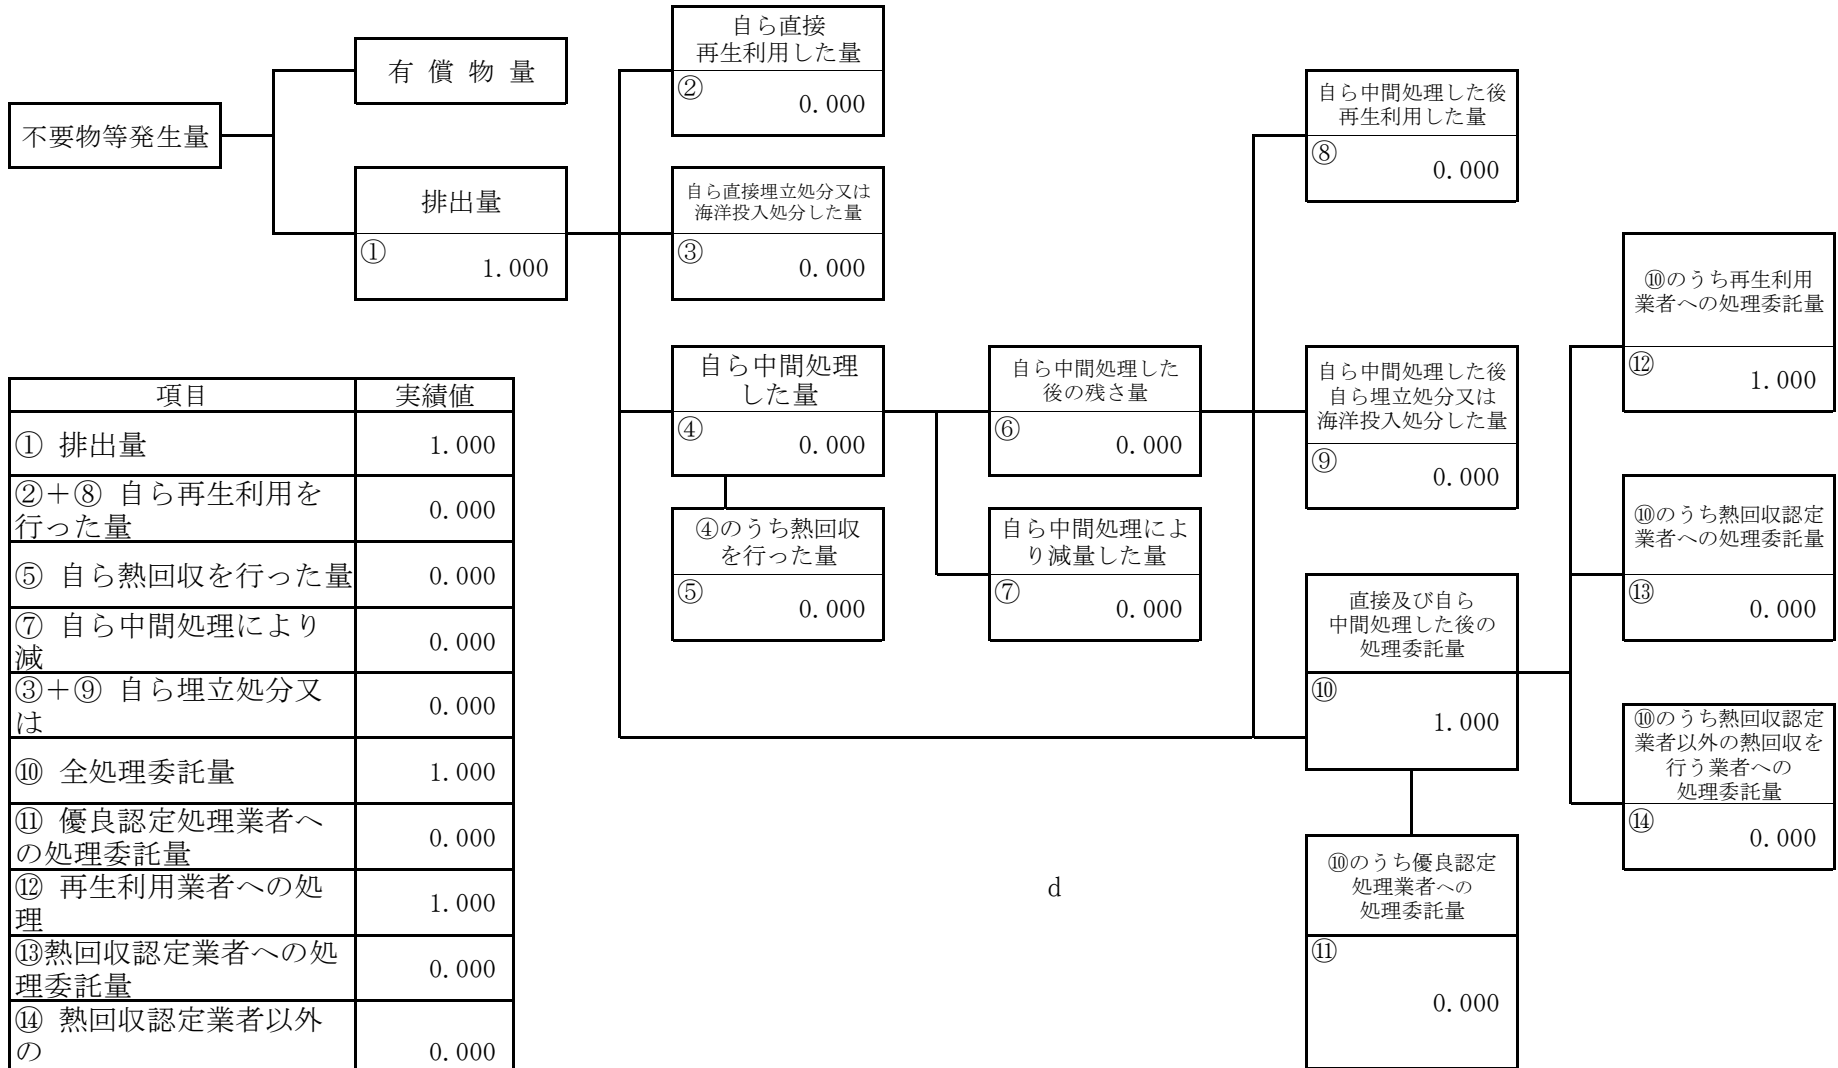 不要物等発生量
有 償 物 量
排出量
①
1.000
自ら直接
再生利用した量
②
0.000
自ら直接埋立処分又は
海洋投入処分した量
③
0.000
自ら中間処理
した量
④
0.000
④のうち熱回収
を行った量
⑤
0.000
自ら中間処理した
後の残さ量
⑥
0.000
自ら中間処理によ
り減量した量
⑦
0.000
自ら中間処理した後
再生利用した量
⑧
0.000
自ら中間処理した後
自ら埋立処分又は
海洋投入処分した量
⑨
0.000
直接及び自ら
中間処理した後の
処理委託量
⑩
1.000
⑩のうち優良認定
処理業者への
処理委託量
⑪
0.000
⑩のうち再生利用
業者への処理委託量
⑫
1.000
⑩のうち熱回収認定
業者への処理委託量
⑬
0.000
⑩のうち熱回収認定
業者以外の熱回収を
行う業者への
処理委託量
⑭
0.000
d
項目 実績値
① 排出量 1.000
②＋⑧ 自ら再生利用を
行った量
0.000
⑤ 自ら熱回収を行った量 0.000
⑦ 自ら中間処理により
減
0.000
③＋⑨ 自ら埋立処分又
は
0.000
⑩ 全処理委託量 1.000
⑪ 優良認定処理業者へ
の処理委託量
0.000
⑫ 再生利用業者への処
理
1.000
⑬熱回収認定業者への処
理委託量
0.000
⑭ 熱回収認定業者以外
の
0.000